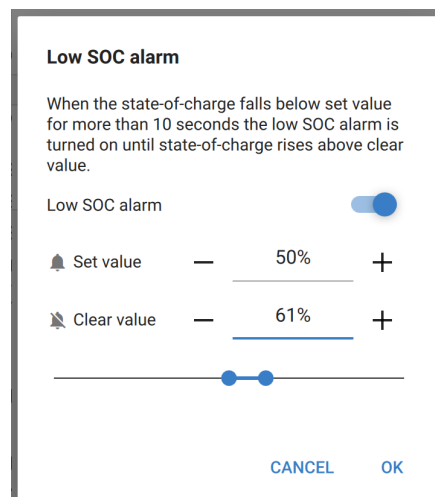 Low SOC alarm
When the state-of-charge falls below set value
for more than 10 seconds the low SOC alarm is
turned on until state-of-charge rises above clear
value.
Low SOC alarm
Set value — 50% +
Clear value — 61% +
CANCEL OK